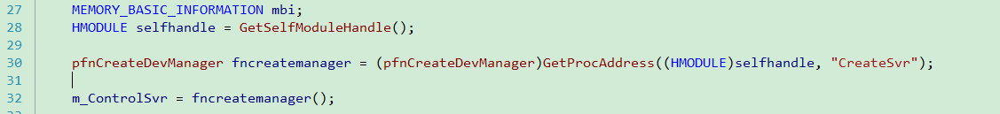 27 MEMORY_BASIC_INFORMATION mbi;
28 HMODULE selfhandle = GetSelfModuleHandle();
29
30 pfnCreateDevManager fncreatemanager = (pfnCreateDevManager)GetProcAddress((HMODULE)selfhandle, "CreateSvr");
31
32 m_ControlSvr = fncreatemanager();